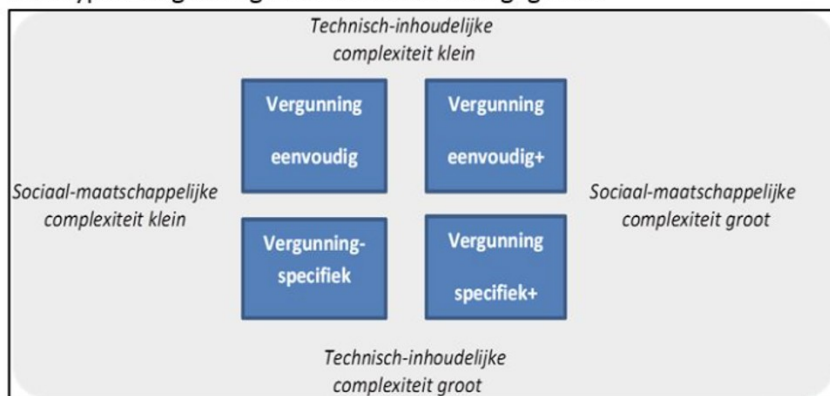 Technisch-inhoudelijke
complexiteit klein
Vergunning
eenvoudig
Vergunning
eenvoudig+
Sociaal-maatschappelijke
complexiteit klein
Sociaal-maatschappelijke
complexiteit groot
Vergunning-
specifiek
Vergunning
specifiek+
Technisch-inhoudelijke
complexiteit groot